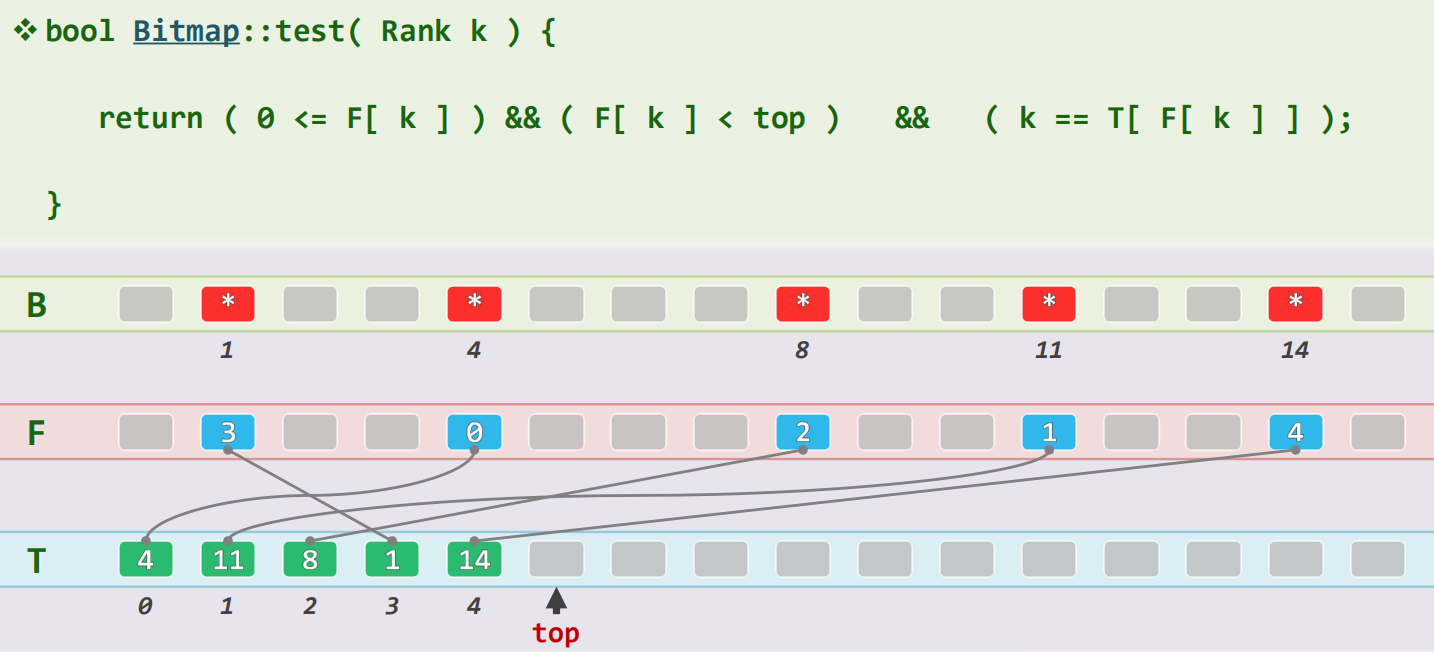 ❖ bool Bitmap::test( Rank k ) {
return ( 0 <= F[ k ] ) && ( F[ k ] < top ) && ( k == T[ F[ k ] ] );
}
B * * * * *
1 4 8 11 14
F 3 0 2 1 4
T 4 11 8 1 14
0 1 2 3 4
top